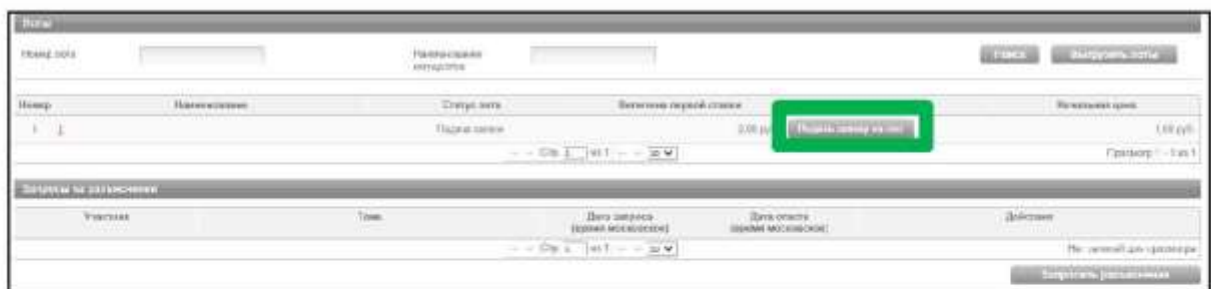 Лоты
Номер лота
Наименование
Поиск
Выгрузить лоты
Номер Наименование Статус лота Величина первой ставки Начальная цена
1 1 Подача заявок 0,00 руб. Подать заявку на лот 1,00 руб.
Стр. 1 из 1 Просмотр 1 - 1 из 1
Запросы на разъяснения
Участник Тема Дата запроса (время московское) Дата ответа (время московское) Действия
Стр. из 1 Нет записей для просмотра
Запросить разъяснения